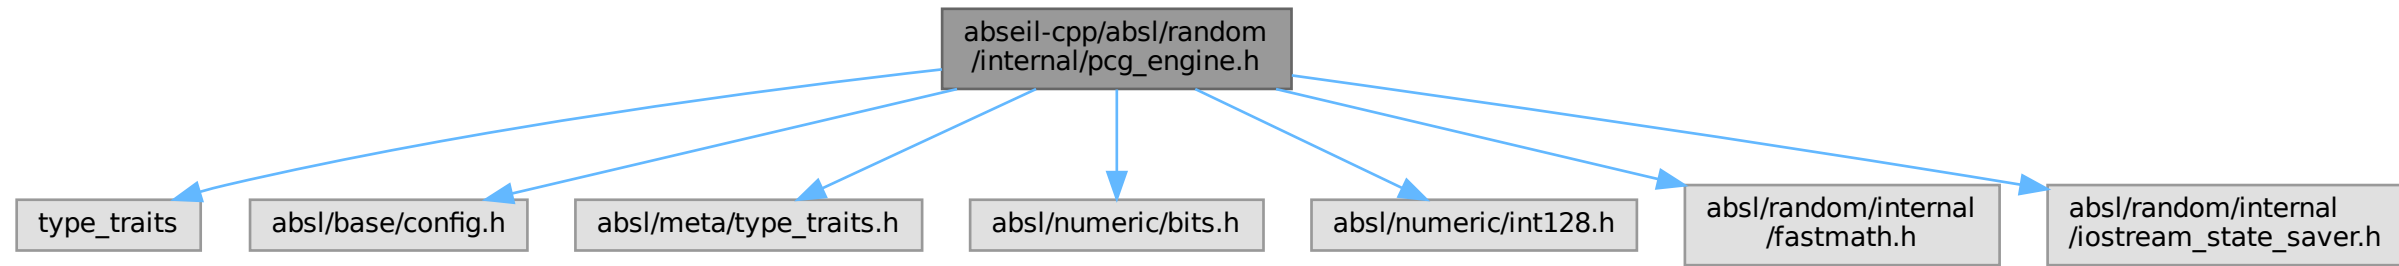 abseil-cpp/absl/random
/internal/pcg_engine.h
type_traits
absl/base/config.h
absl/meta/type_traits.h
absl/numeric/bits.h
absl/numeric/int128.h
absl/random/internal
/fastmath.h
absl/random/internal
/iostream_state_saver.h